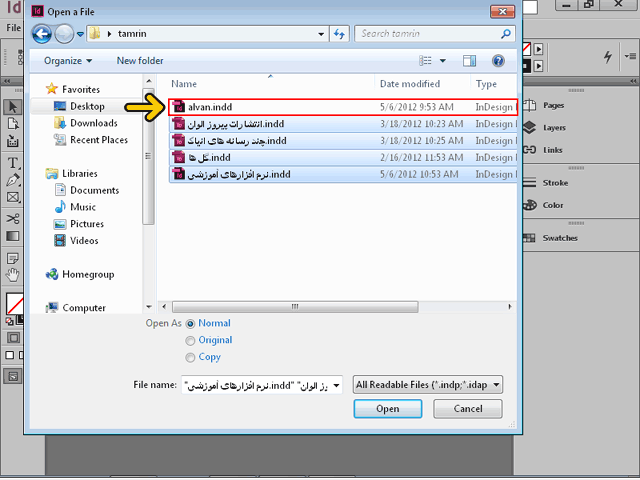 Id
File
Open a File
tamrin
Search tamrin
Organize
New folder
Name
Date modified
Type
Favorites
Desktop
Downloads
Recent Places
Libraries
Documents
Music
Pictures
Videos
Homegroup
Computer
alvan.indd 5/6/2012 9:53 AM InDesign
انتشارات پیروز الوان.indd 3/18/2012 10:23 AM InDesign
چند رسانه های انیاک.indd 3/18/2012 10:25 AM InDesign
گل ها.indd 2/16/2012 11:53 AM InDesign
نرم افزارهای آموزشی.indd 5/6/2012 10:53 AM InDesign
Open As
Normal
Original
Copy
File name:
"نرم افزارهای آموزشی.indd" "وز الوان
All Readable Files (*.indp;*.idap
Open
Cancel
Pages
Layers
Links
Stroke
Color
Swatches